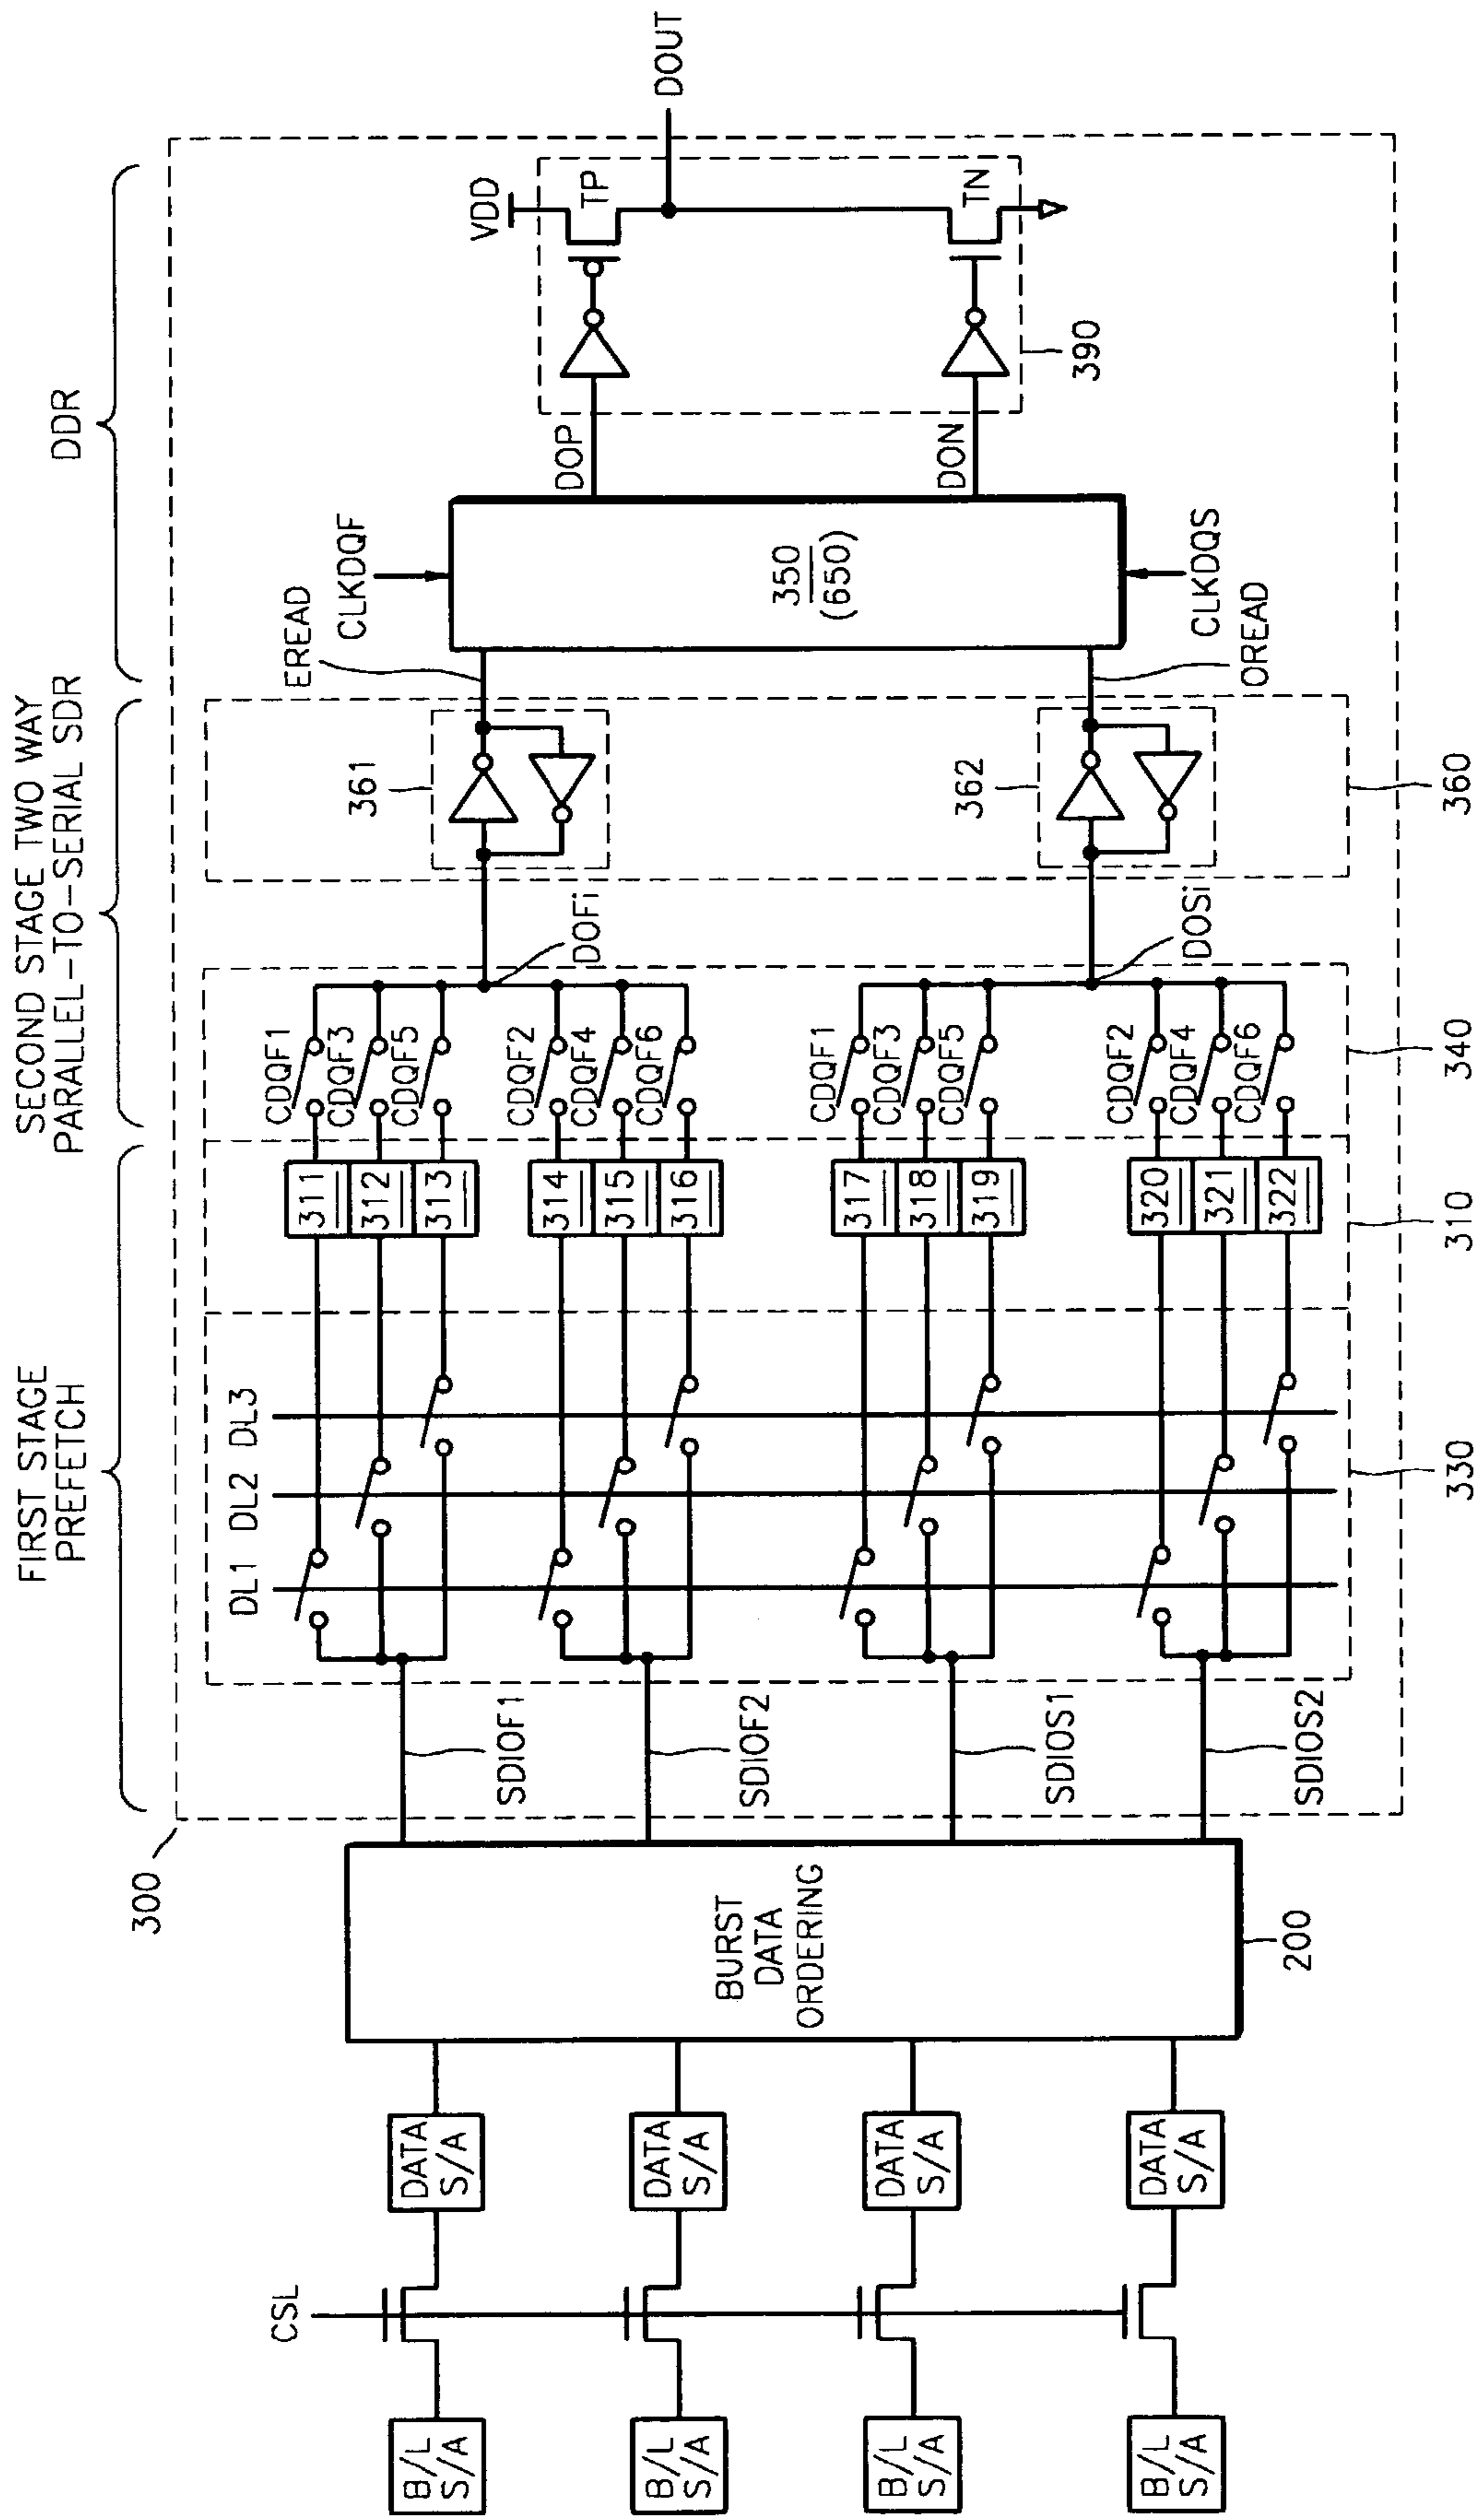 FIRST STAGE
PREFETCH
SECOND STAGE TWO WAY
PARALLEL-TO-SERIAL SDR
DDR
300
CSL
DL1
DL2
DL3
B/L
S/A
DATA
S/A
B/L
S/A
DATA
S/A
B/L
S/A
DATA
S/A
B/L
S/A
DATA
S/A
BURST
DATA
ORDERING
200
SDIOF1
SDIOF2
SDIOS1
SDIOS2
311
312
313
314
315
316
317
318
319
320
321
322
CDQF1
CDQF3
CDQF5
CDQF2
CDQF4
CDQF6
CDQF1
CDQF3
CDQF5
CDQF2
CDQF4
CDQF6
DOFi
DOSi
361
362
EREAD
OREAD
CLKDQF
350
(650)
CLKDQS
DOP
DON
VDD
TP
TN
DOUT
390
330
310
340
360